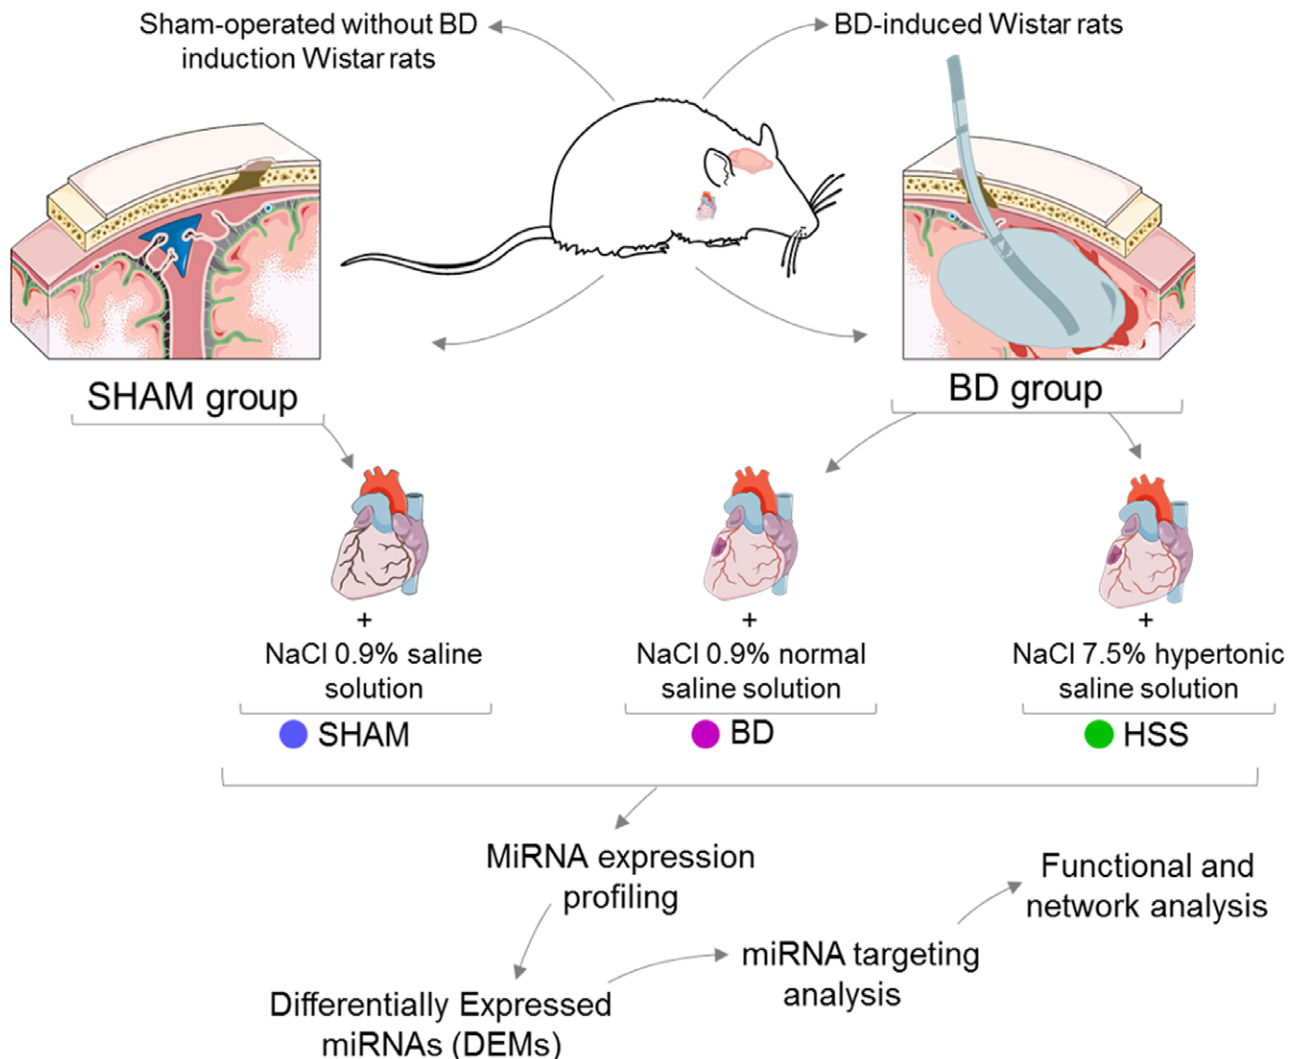 Sham-operated without BD
induction Wistar rats
BD-induced Wistar rats
SHAM group
BD group
+
NaCl 0.9% saline
solution
SHAM
+
NaCl 0.9% normal
saline solution
BD
+
NaCl 7.5% hypertonic
saline solution
HSS
MiRNA expression
profiling
Differentially Expressed
miRNAs (DEMs)
miRNA targeting
analysis
Functional and
network analysis